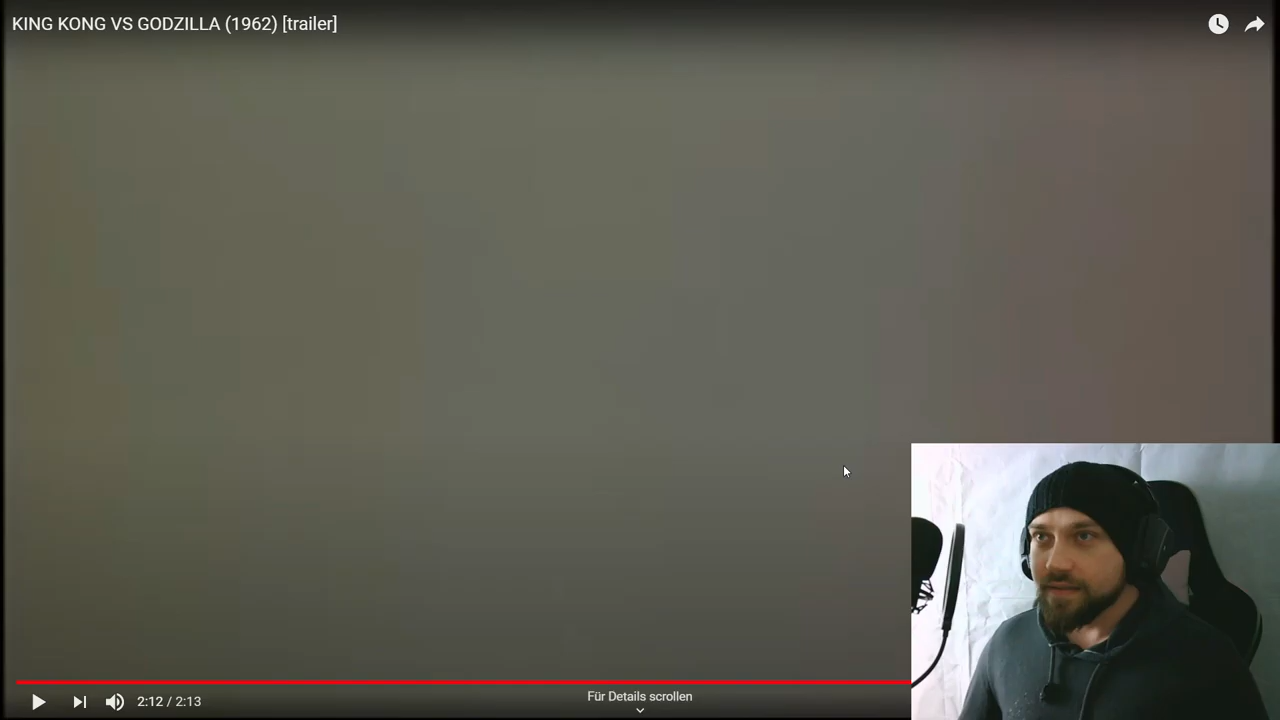 KING KONG VS GODZILLA (1962) [trailer]
2:12 / 2:13
Für Details scrollen